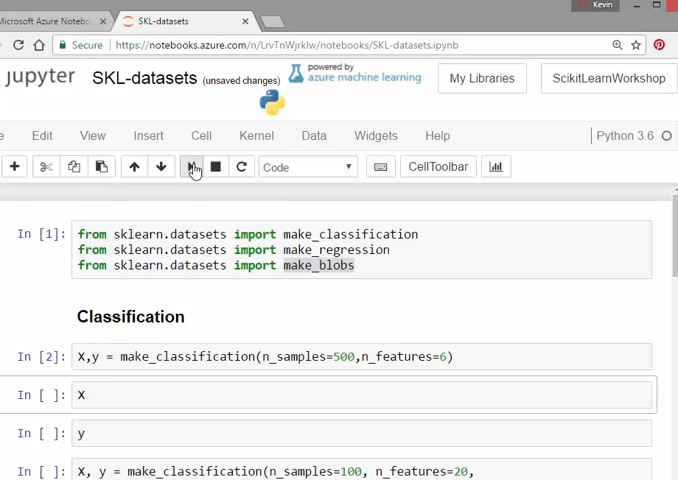 Kevin
Microsoft Azure Noteb
SKL-datasets
Secure
https://notebooks.azure.com/n/LrvTWjrklw/notebooks/SKL-datasets.ipynb
jupyter
SKL-datasets (unsaved changes)
powered by
azure machine learning
My Libraries
ScikitLearnWorkshop
Edit View Insert Cell Kernel Data Widgets Help
Python 3.6
Code
CellToolbar
In [1]: from sklearn.datasets import make_classification
from sklearn.datasets import make_regression
from sklearn.datasets import make_blobs
Classification
In [2]: X,y = make_classification(n_samples=500,n_features=6)
In [ ]: X
In [ ]: y
In [ ]: X, y = make_classification(n_samples=100, n_features=20,